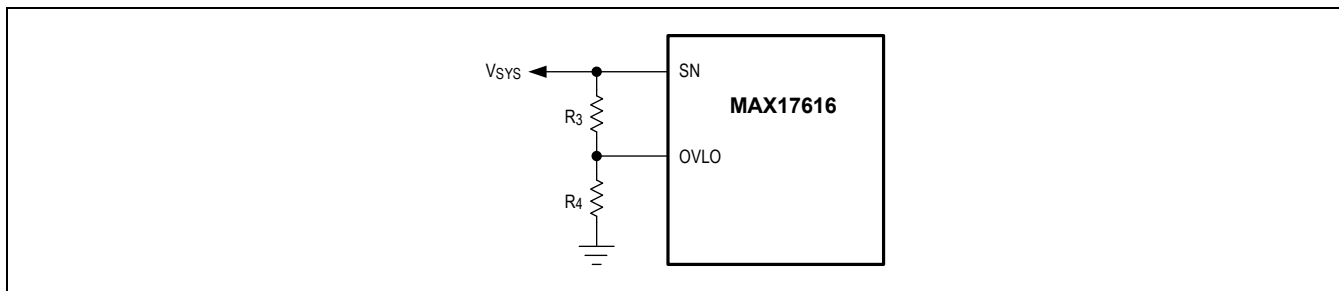 VSYS
SN
MAX17616
R3
OVLO
R4